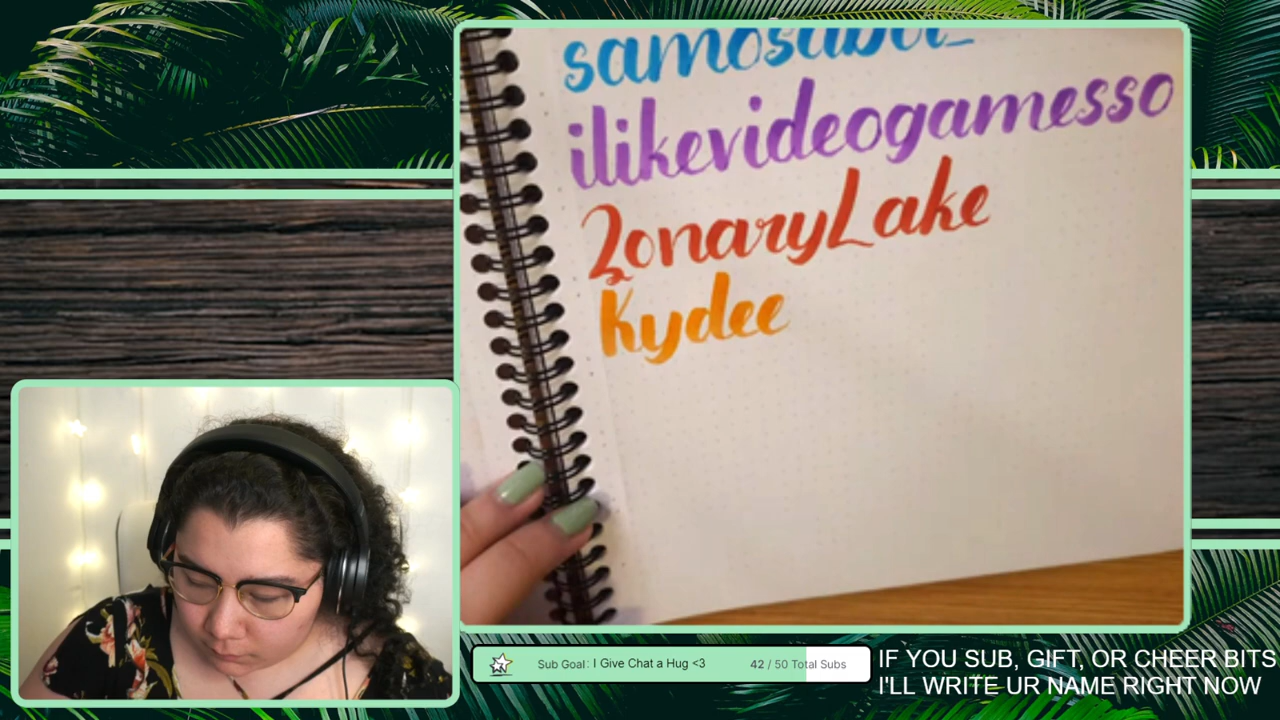 ilikevideogamesso
ZonaryLake
Kydee
Sub Goal: I Give Chat a Hug <3
42 / 50 Total Subs
IF YOU SUB, GIFT, OR CHEER BITS
I'LL WRITE UR NAME RIGHT NOW